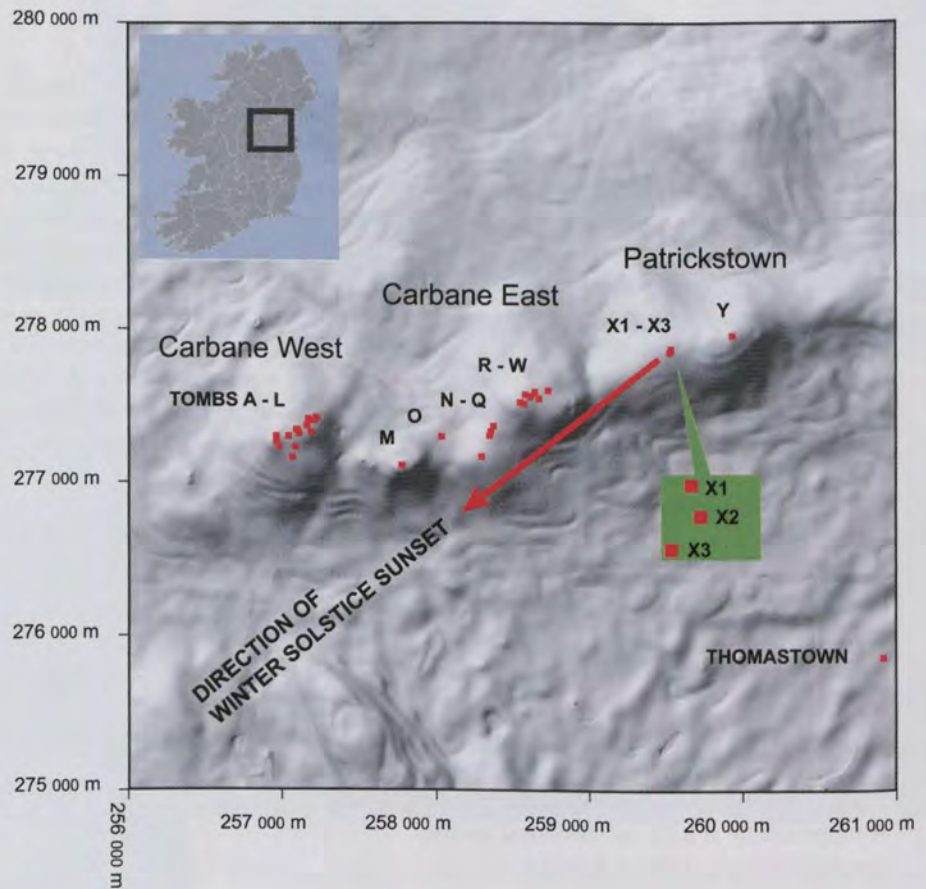 280 000 m
279 000 m
278 000 m
277 000 m
276 000 m
275 000 m
Patrickstown
Carbane East
Carbane West
Y
X1 - X3
R - W
N - Q
O
M
TOMBS A - L
X1
X2
X3
DIRECTION OF
WINTER SOLSTICE SUNSET
THOMASTOWN
256 000 m
257 000 m
258 000 m
259 000 m
260 000 m
261 000 m